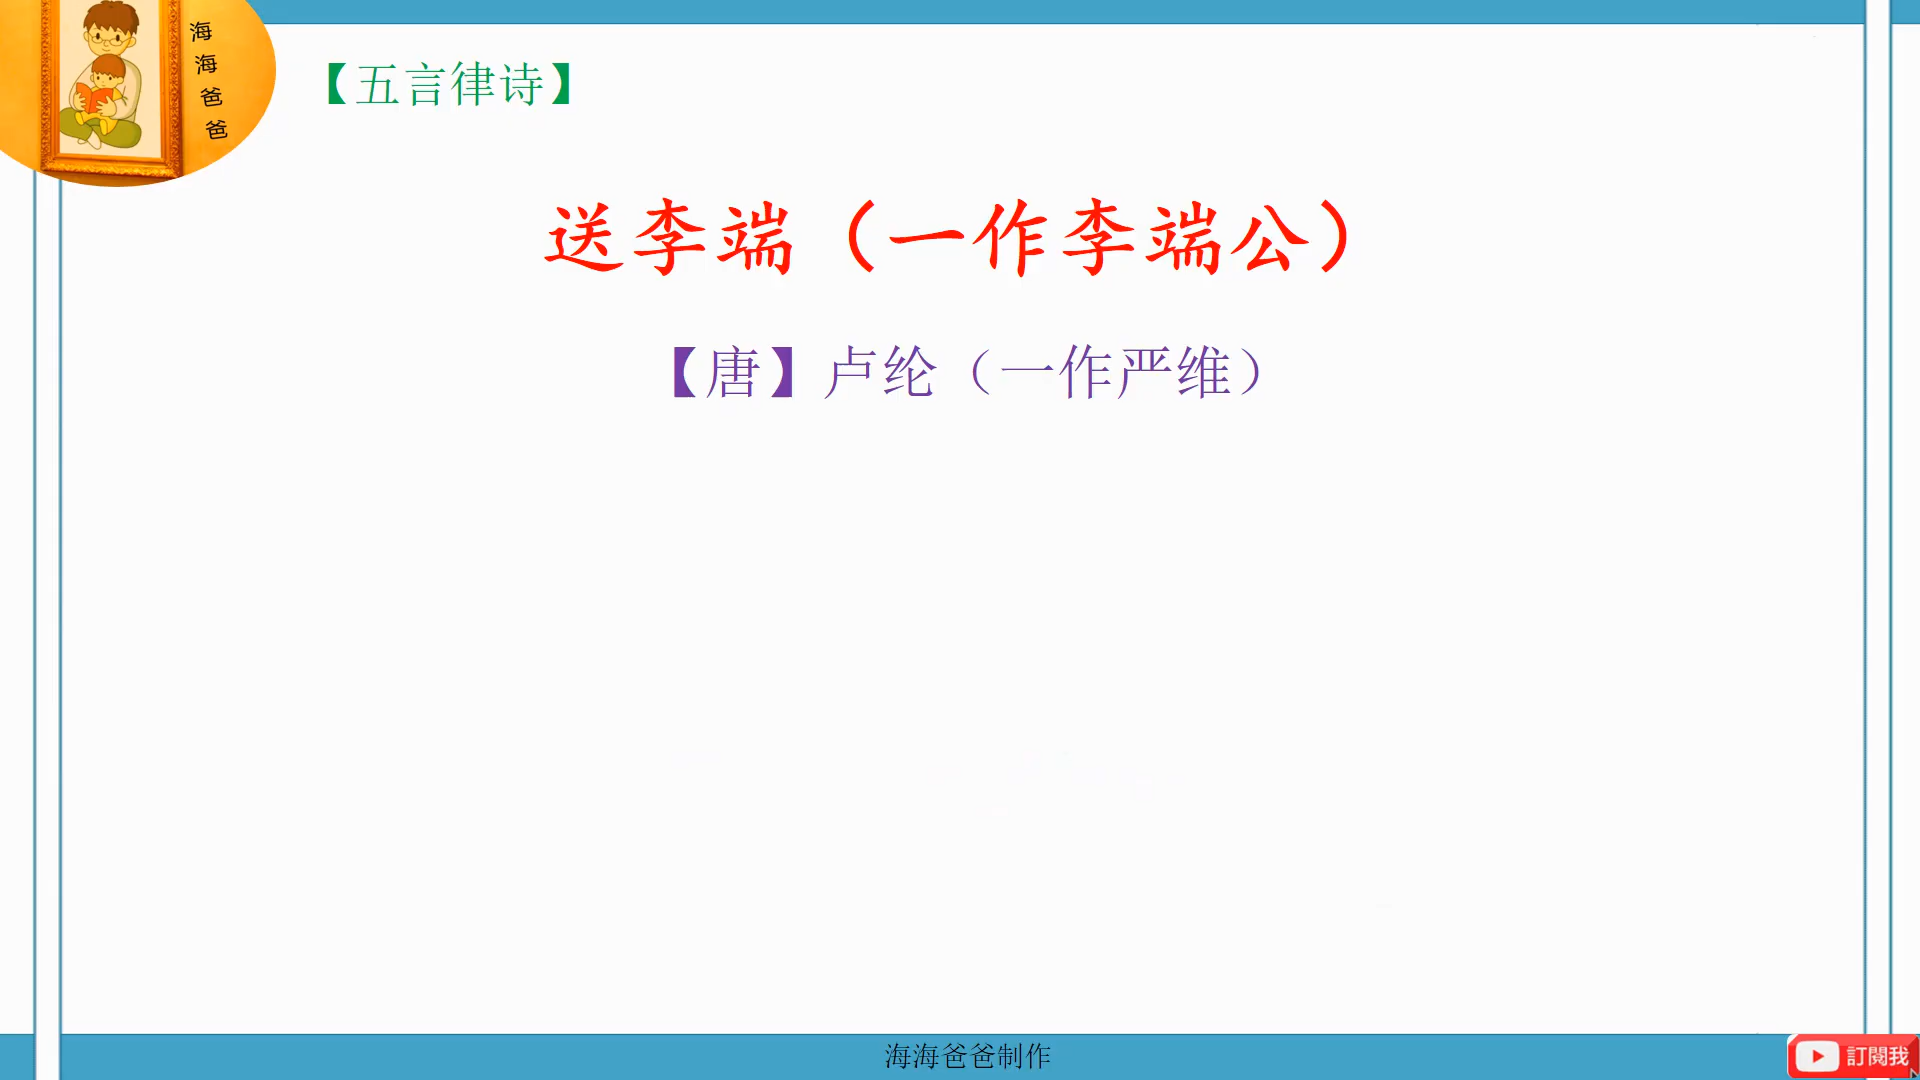 海海爸爸
【五言律诗】
送李端（一作李端公）
【唐】卢纶（一作严维）
海海爸爸制作
訂閱我